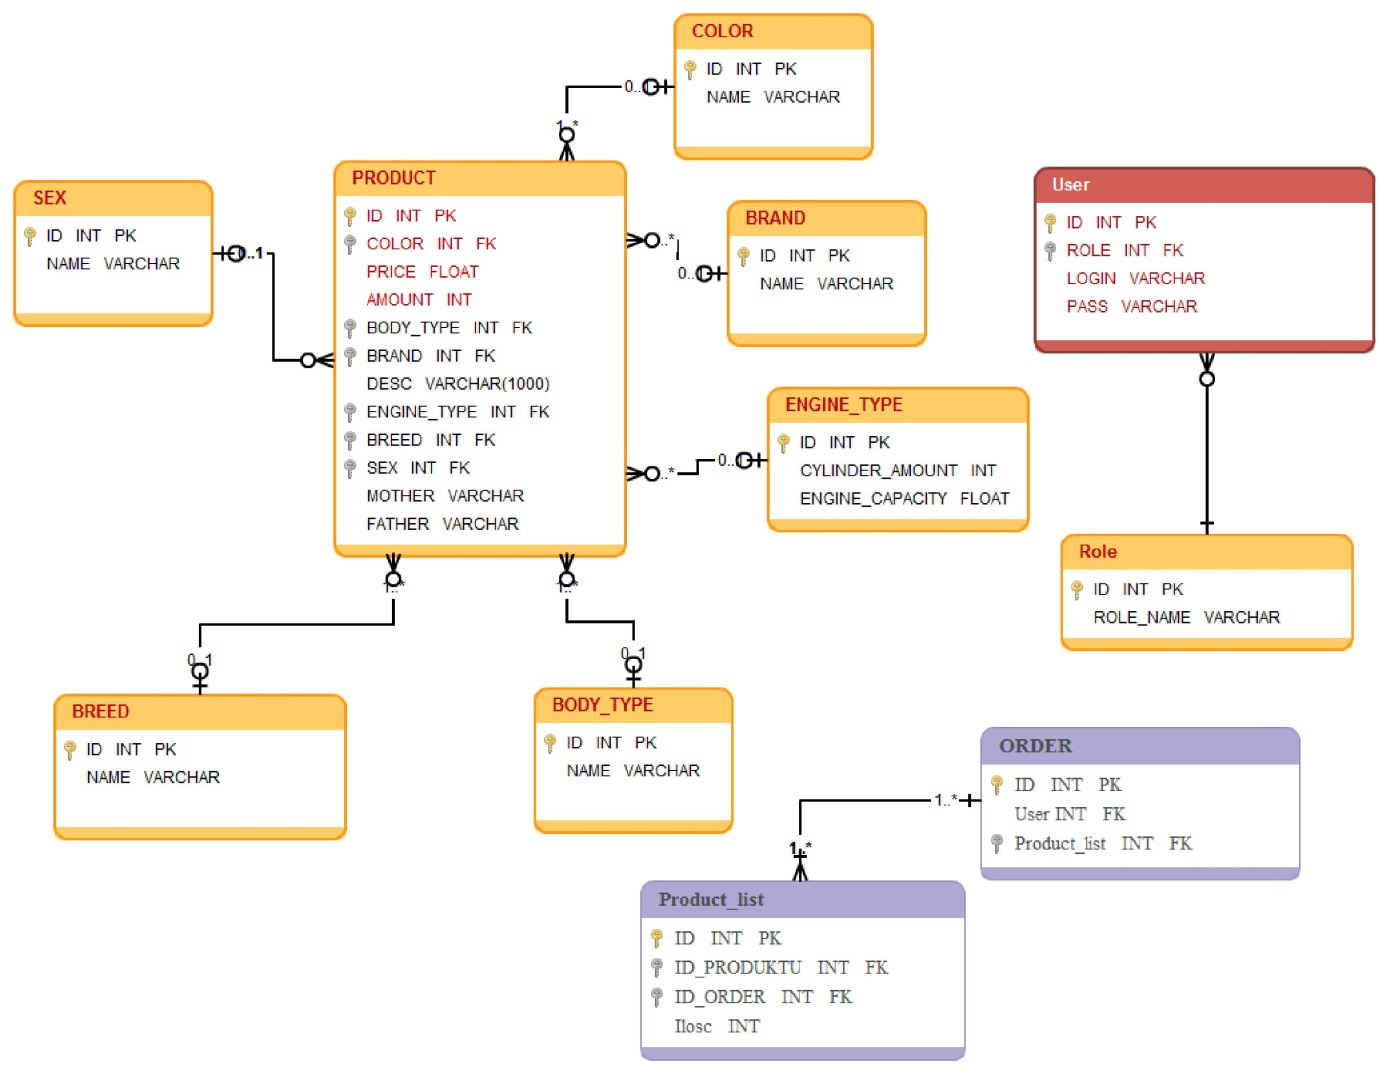 COLOR
ID INT PK
NAME VARCHAR
0..1
1..*
PRODUCT
ID INT PK
COLOR INT FK
PRICE FLOAT
AMOUNT INT
BODY_TYPE INT FK
BRAND INT FK
DESC VARCHAR(1000)
ENGINE_TYPE INT FK
BREED INT FK
SEX INT FK
MOTHER VARCHAR
FATHER VARCHAR
SEX
ID INT PK
NAME VARCHAR
0..1
BRAND
ID INT PK
NAME VARCHAR
..*
0..1
User
ID INT PK
ROLE INT FK
LOGIN VARCHAR
PASS VARCHAR
ENGINE_TYPE
ID INT PK
CYLINDER_AMOUNT INT
ENGINE_CAPACITY FLOAT
0..1
..*
Role
ID INT PK
ROLE_NAME VARCHAR
1..*
1..*
0..1
0..1
BREED
ID INT PK
NAME VARCHAR
BODY_TYPE
ID INT PK
NAME VARCHAR
ORDER
ID INT PK
User INT FK
Product_list INT FK
1..*
1..*
Product_list
ID INT PK
ID_PRODUKTU INT FK
ID_ORDER INT FK
Ilosc INT